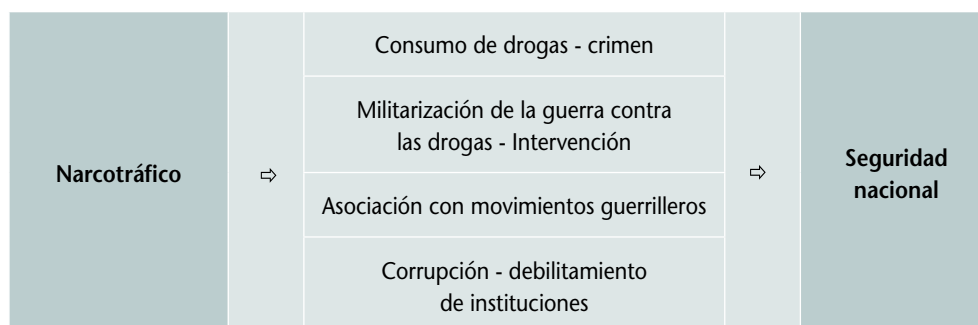 Narcotráfico
⇨
Consumo de drogas - crimen
Militarización de la guerra contra
las drogas - Intervención
Asociación con movimientos guerrilleros
Corrupción - debilitamiento
de instituciones
⇨
Seguridad
nacional